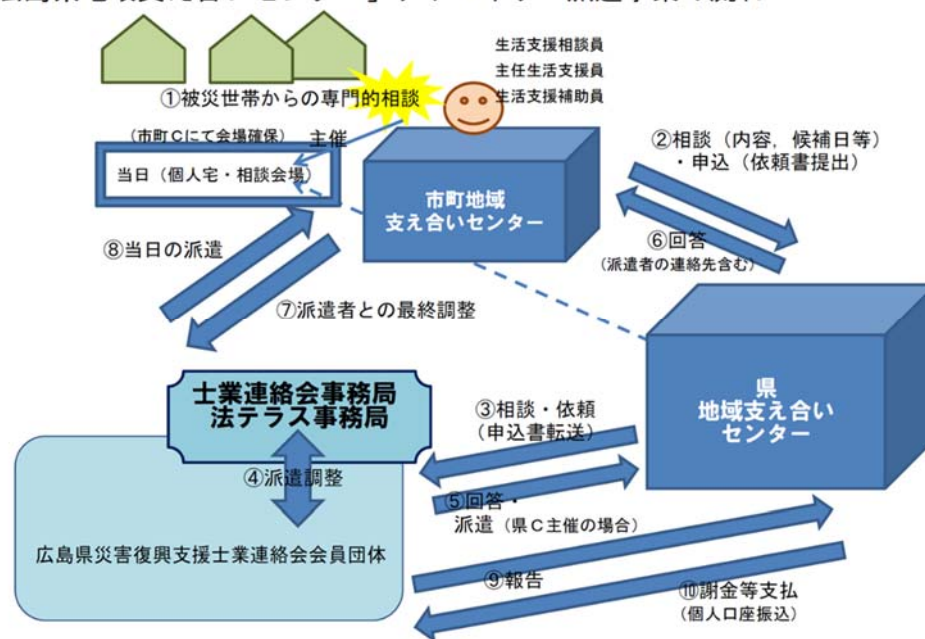 生活支援相談員
主任生活支援員
生活支援補助員
①被災世帯からの専門的相談
(市町Cにて会場確保)
主催
当日(個人宅・相談会場)
市町地域
支え合いセンター
②相談(内容,候補日等)
・申込(依頼書提出)
⑥回答
(派遣者の連絡先含む)
⑧当日の派遣
⑦派遣者との最終調整
士業連絡会事務局
法テラス事務局
県
地域支え合い
センター
③相談・依頼
(申込書転送)
④派遣調整
⑤回答・
派遣(県C主催の場合)
広島県災害復興支援士業連絡会会員団体
⑨報告
⑩謝金等支払
(個人口座振込)